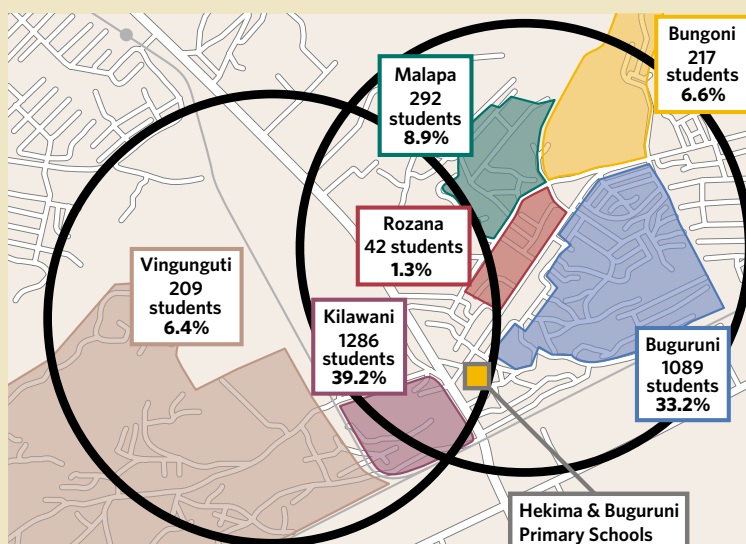 Bungoni
217
students
6.6%
Malapa
292
students
8.9%
Rozana
42 students
1.3%
Vingunguti
209
students
6.4%
Kilawani
1286
students
39.2%
Buguruni
1089
students
33.2%
Hekima & Buguruni
Primary Schools